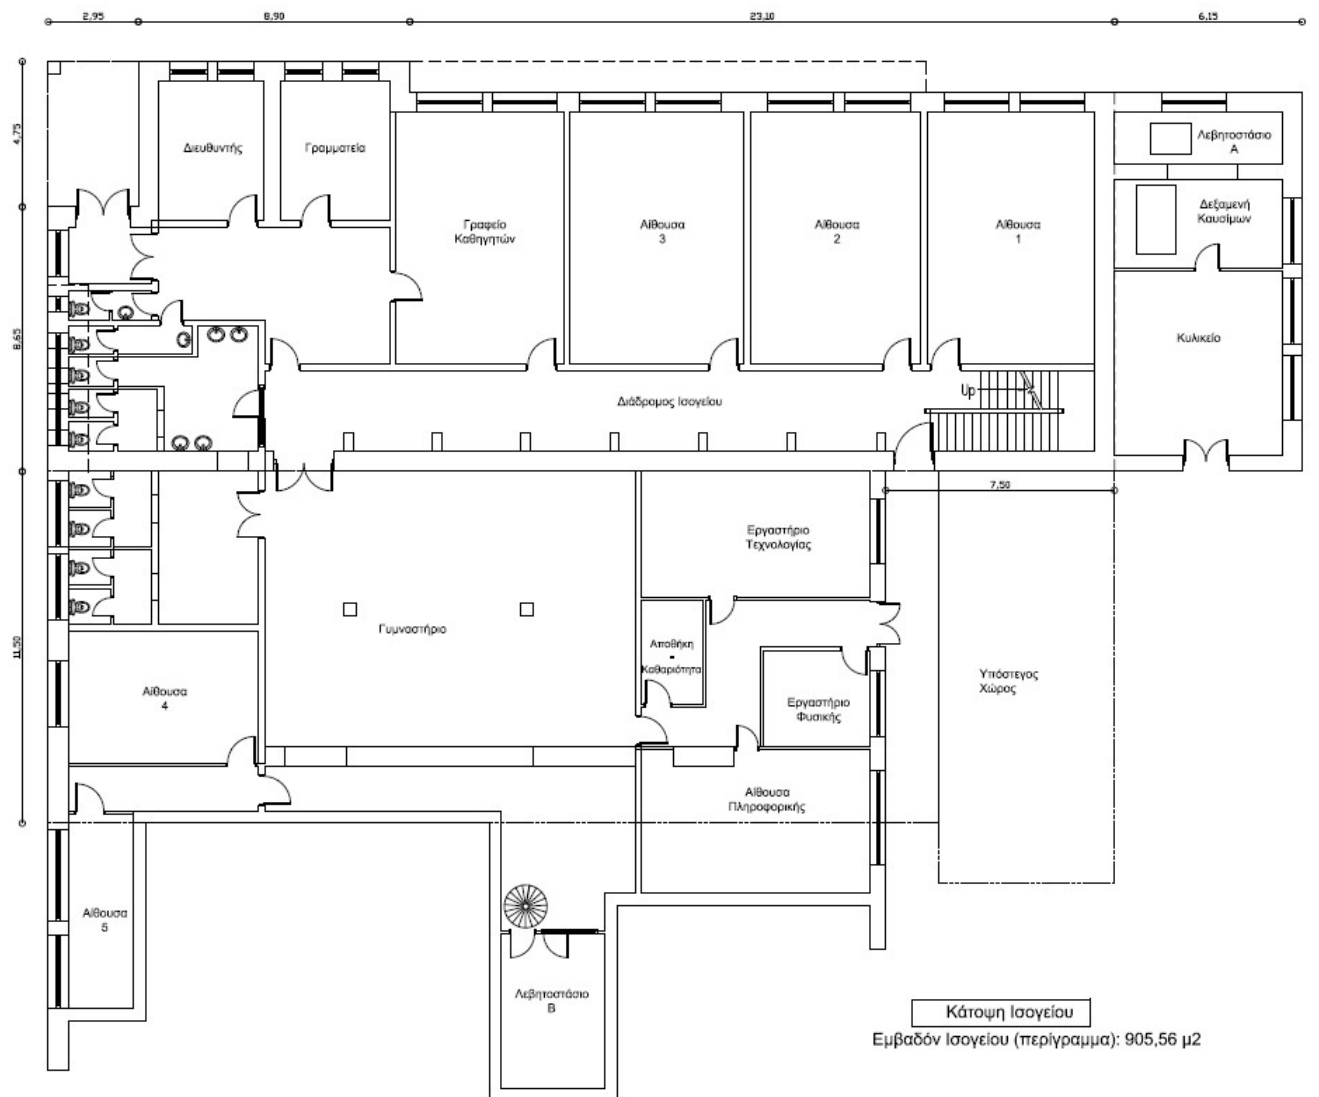 2,95
8,90
23,10
6,15
4,75
8,65
11,50
Διευθυντής
Γραμματεία
Γραφείο
Καθηγητών
Αίθουσα
3
Αίθουσα
2
Αίθουσα
1
Λεβητοστάσιο
Α
Δεξαμενή
Καυσίμων
Κυλικείο
Διάδρομος Ισογείου
Up
7,50
Εργαστήριο
Τεχνολογίας
Γυμναστήριο
Αποθήκη
-
Καθαριότητα
Εργαστήριο
Φυσικής
Υπόστεγος
Χώρος
Αίθουσα
4
Αίθουσα
Πληροφορικής
Αίθουσα
5
Λεβητοστάσιο
Β
Κάτοψη Ισογείου
Εμβαδόν Ισογείου (περίγραμμα): 905,56 μ2